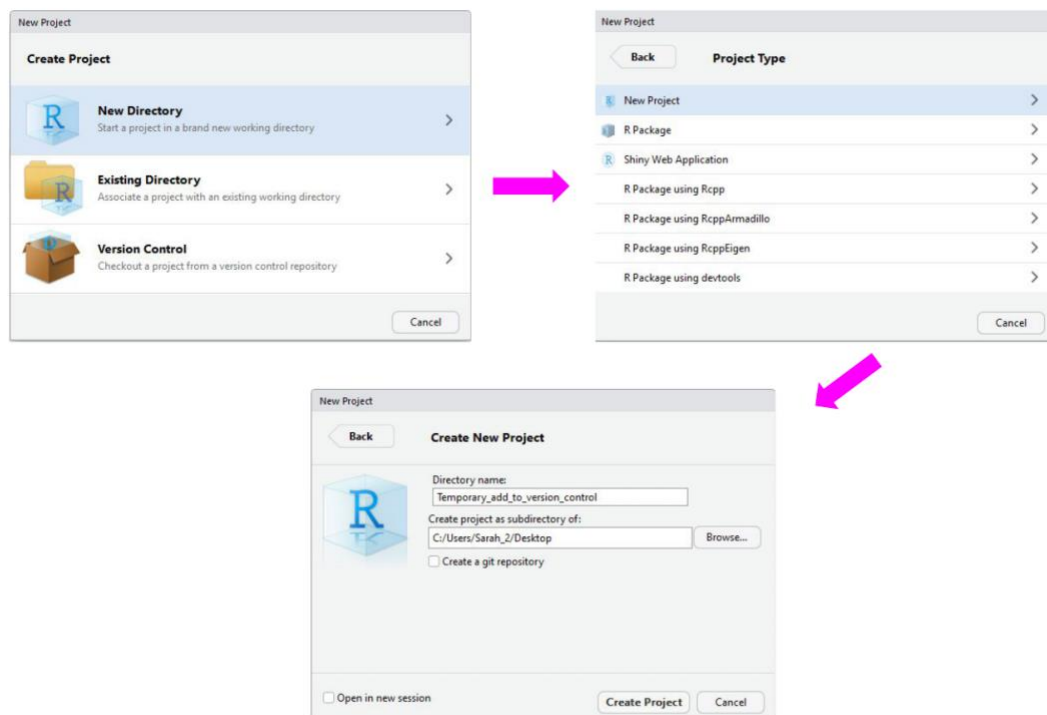 New Project
Create Project
New Directory
Start a project in a brand new working directory
Existing Directory
Associate a project with an existing working directory
Version Control
Checkout a project from a version control repository
Cancel
New Project
Back
Project Type
New Project
R Package
R
Shiny Web Application
R Package using Rcpp
R Package using RcppArmadillo
R Package using RcppEigen
R Package using devtools
Cancel
New Project
Back
Create New Project
R
Directory name:
Temporary_add_to_version_control
Create project as subdirectory of:
C:/Users/Sarah_2/Desktop
Browse...
Create a git repository
Open in new session
Create Project
Cancel